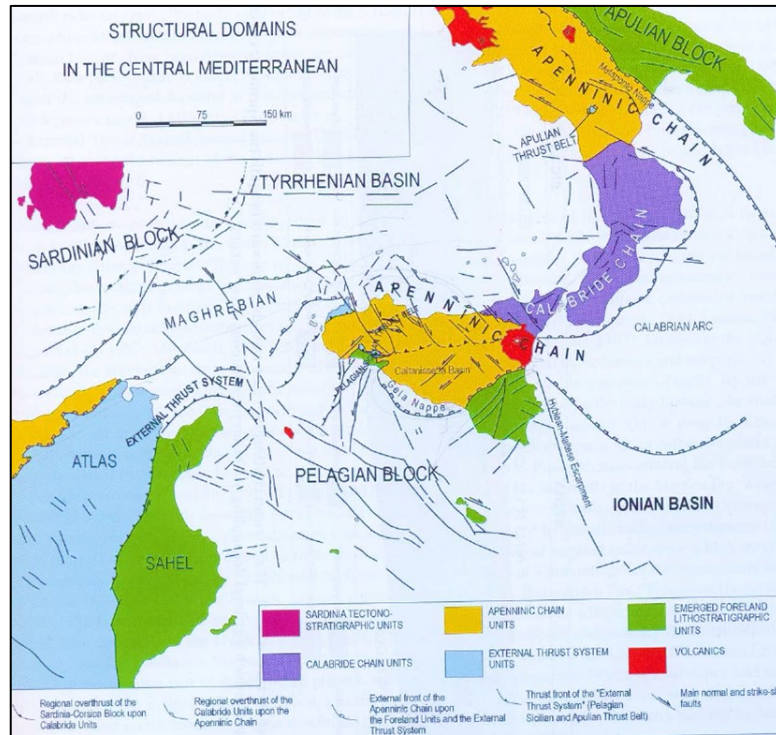 STRUCTURAL DOMAINS
IN THE CENTRAL MEDITERRANEAN
0 75 150 km
APULIAN BLOCK
APENNINIC CHAIN
Metaponto Nappe
APULIAN
THRUST BELT
TYRRHENIAN BASIN
SARDINIAN BLOCK
CALABRIDE CHAIN
MAGHREBIAN
APENNINIC CHAIN
CALABRIAN ARC
Caltanissetta Basin
Gela Nappe
EXTERNAL THRUST SYSTEM
ATLAS
PELAGIAN BLOCK
Hyblean-Maltese Escarpment
IONIAN BASIN
SAHEL
SARDINIA TECTONO-
STRATIGRAPHIC UNITS
APENNINIC CHAIN
UNITS
EMERGED FORELAND
LITHOSTRATIGRAPHIC
UNITS
CALABRIDE CHAIN UNITS
EXTERNAL THRUST SYSTEM
UNITS
VOLCANICS
Regional overthrust of the
Sardinia-Corsica Block upon
Calabride Units
Regional overthrust of the
Calabride Units upon the
Apenninic Chain
External front of the
Apenninic Chain upon
the Foreland Units and the External
Thrust System
Thrust front of the "External
Thrust System" (Pelagian
Sicilian and Apulian Thrust Belt)
Main normal and strike-sl
faults